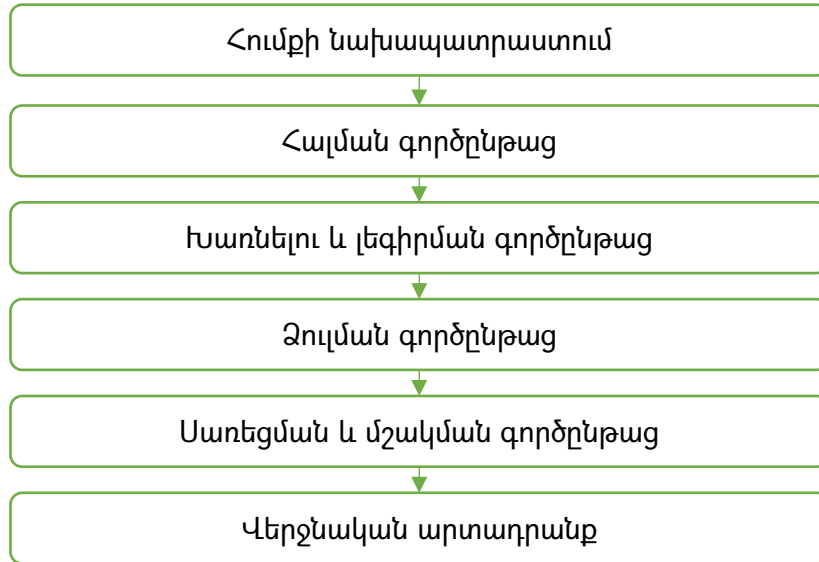 Հումքի նախապատրաստում
Հալման գործընթաց
Խառնելու և լեգիրման գործընթաց
Ձուլման գործընթաց
Սառեցման և մշակման գործընթաց
Վերջնական արտադրանք